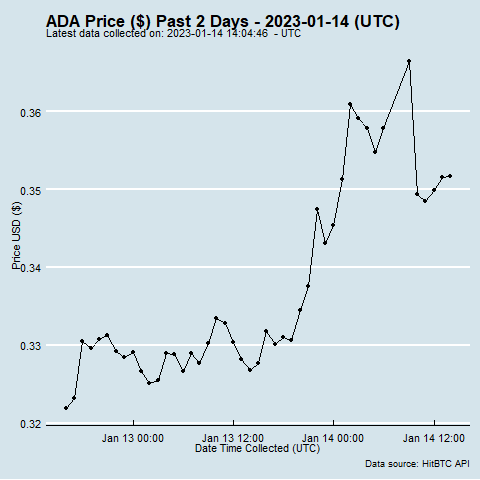 ADA Price ($) Past 2 Days - 2023-01-14 (UTC)
Latest data collected on: 2023-01-14 14:04:46 - UTC
0.36
0.35
0.34
0.33
0.32
Price USD ($)
Jan 13 00:00 Jan 13 12:00 Jan 14 00:00 Jan 14 12:00
Date Time Collected (UTC)
Data source: HitBTC API